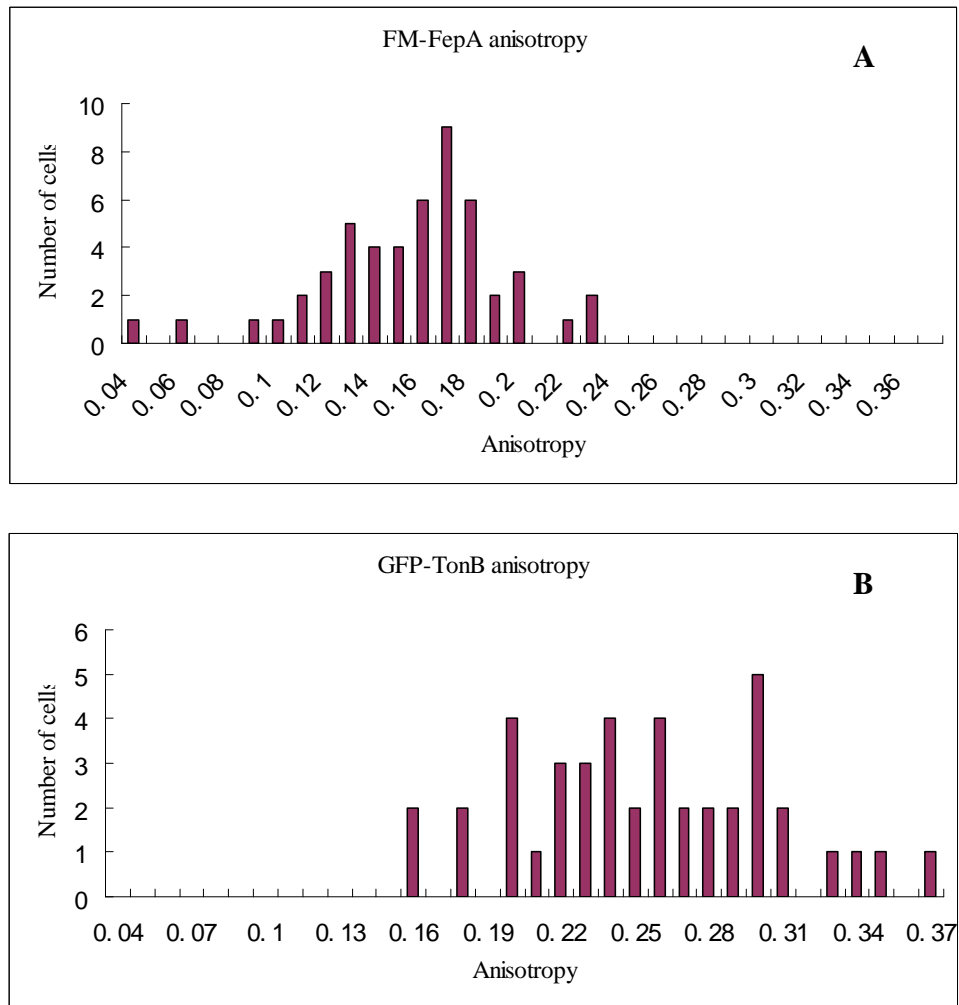 FM-FepA anisotropy
A
Number of cells
10
8
6
4
2
0
0.04 0.06 0.08 0.1 0.12 0.14 0.16 0.18 0.2 0.22 0.24 0.26 0.28 0.3 0.32 0.34 0.36
Anisotropy
GFP-TonB anisotropy
B
Number of cells
6
5
4
3
2
1
0
0.04 0.07 0.1 0.13 0.16 0.19 0.22 0.25 0.28 0.31 0.34 0.37
Anisotropy